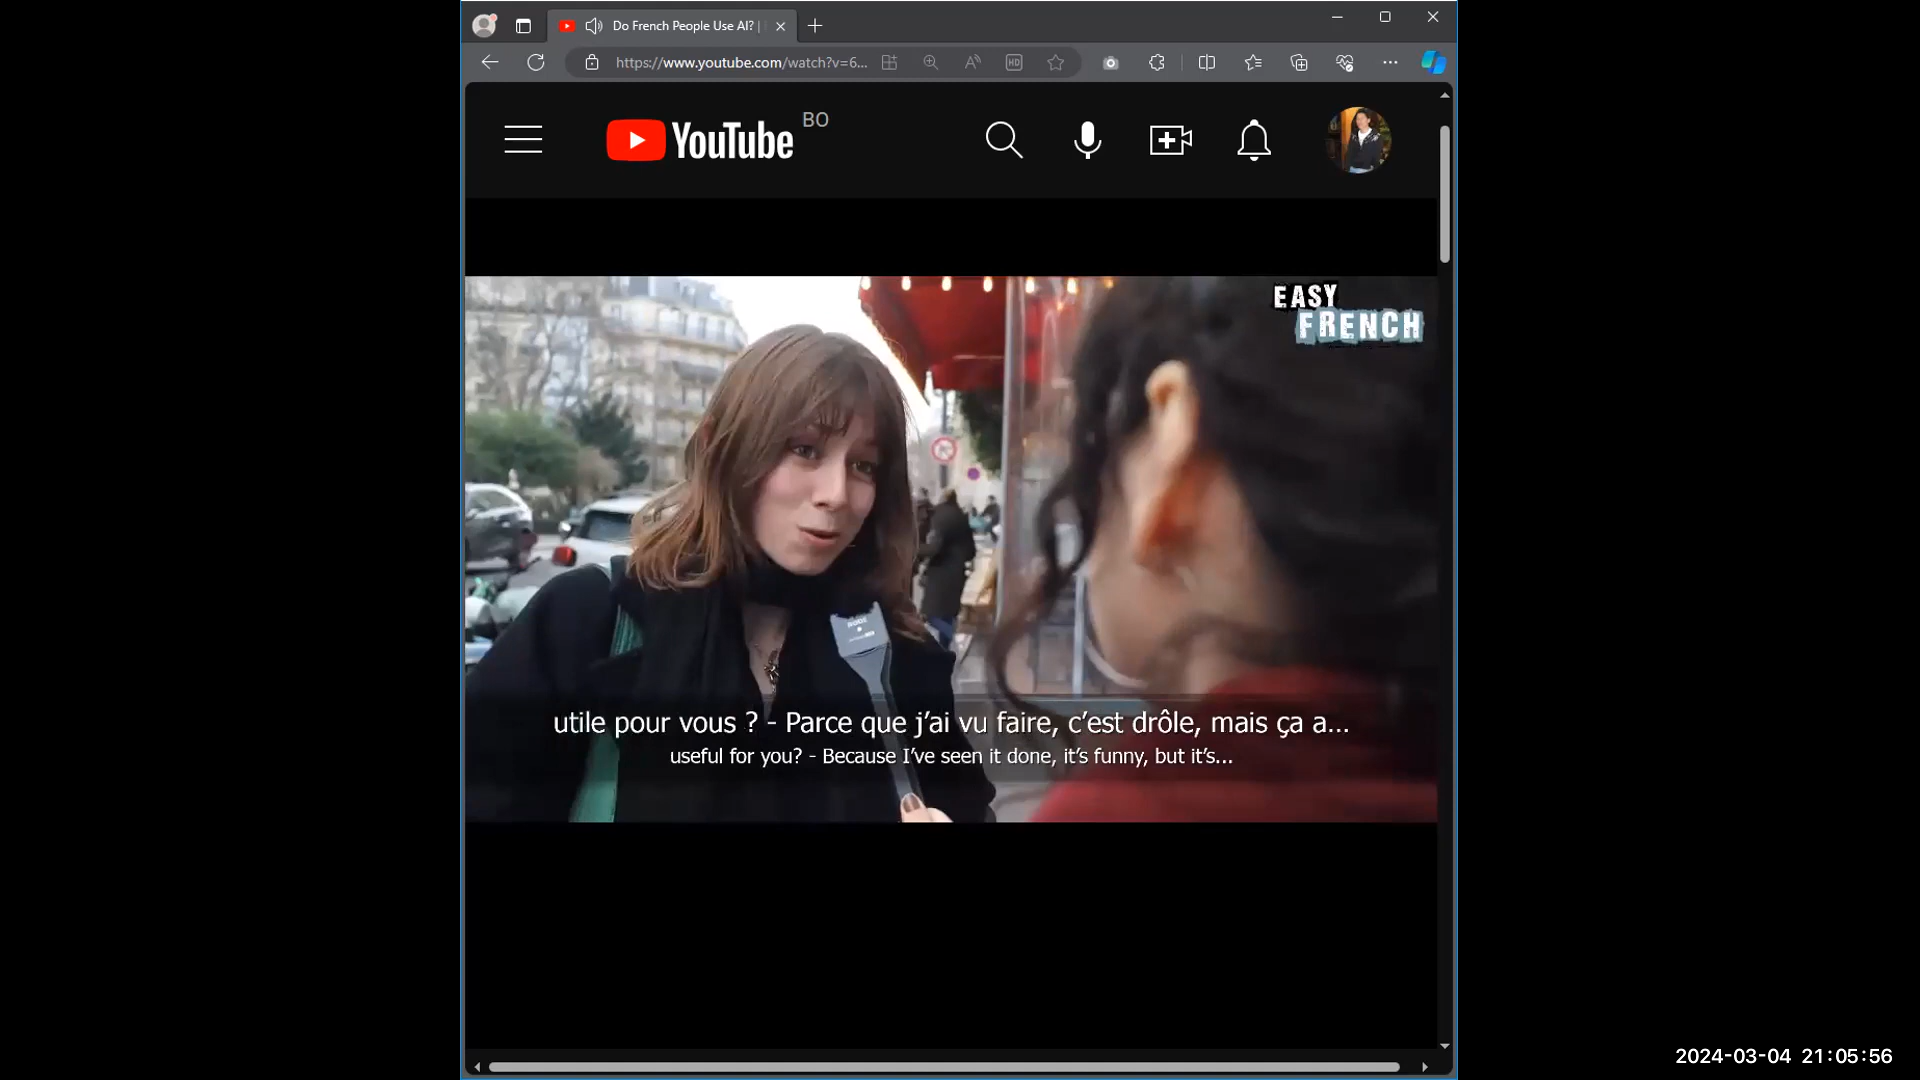 Do French People Use AI? |
https://www.youtube.com/watch?v=6...
HD
YouTube BO
EASY
FRENCH
RODE
utile pour vous ? - Parce que j'ai vu faire, c'est drôle, mais ça a...
useful for you? - Because I've seen it done, it's funny, but it's...
2024-03-04 21:05:56